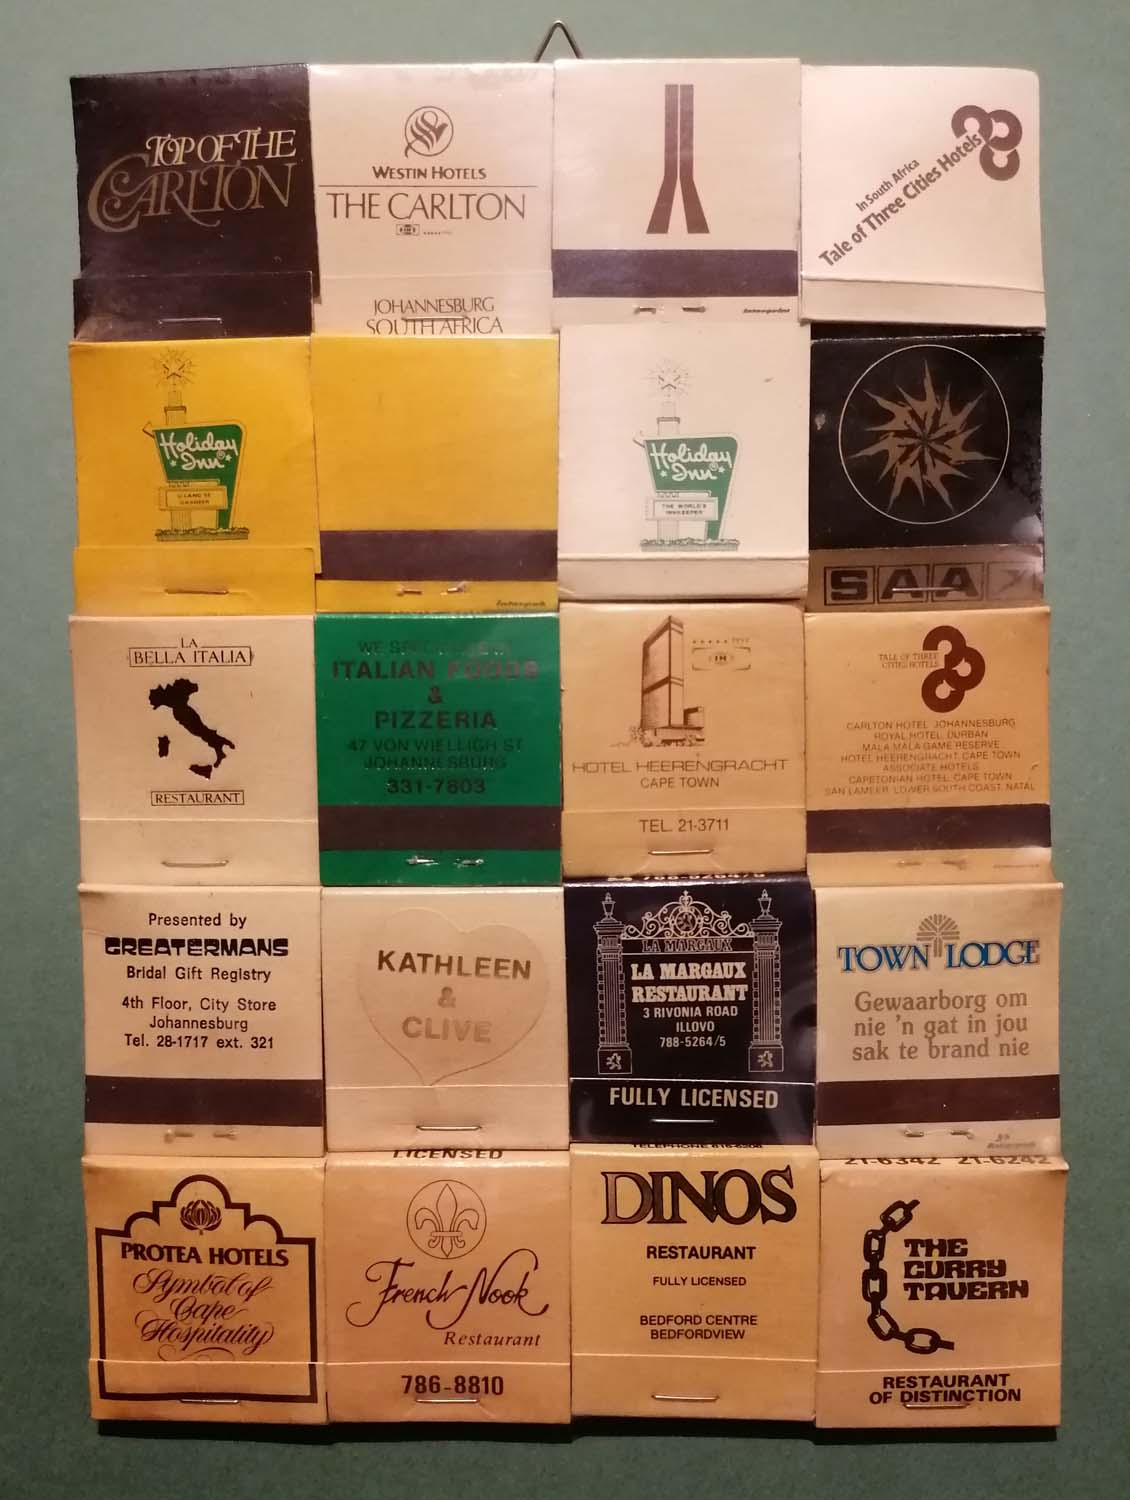 TOP OF THE
CARLTON
WESTIN HOTELS
THE CARLTON
JOHANNESBURG
SOUTH AFRICA
In South Africa
Tale of Three Cities Hotels
Holiday
Inn
Holiday
Inn
THE WORLD'S
INNKEEPER
SAA
LA
BELLA ITALIA
RESTAURANT
WE SPECIALISE IN
ITALIAN FOODS
&
PIZZERIA
47 VON WIELLIGH ST
JOHANNESBURG
331-7803
HOTEL HEERENGRACHT
CAPE TOWN
TEL. 21-3711
TALE OF THREE
CITIES HOTELS
CARLTON HOTEL, JOHANNESBURG
ROYAL HOTEL, DURBAN
MALA MALA GAME RESERVE
HOTEL HEERENGRACHT, CAPE TOWN
ASSOCIATE HOTELS
CAPETONIAN HOTEL, CAPE TOWN
SAN LAMEER, LOWER SOUTH COAST, NATAL
Presented by
GREATERMANS
Bridal Gift Registry
4th Floor, City Store
Johannesburg
Tel. 28-1717 ext. 321
KATHLEEN
&
CLIVE
LA MARGAUX
LA MARGAUX
RESTAURANT
3 RIVONIA ROAD
ILLOVO
788-5264/5
FULLY LICENSED
TOWN LODGE
Gewaarborg om
nie 'n gat in jou
sak te brand nie
PROTEA HOTELS
Symbol of
Cape
Hospitality
LICENSED
French Nook
Restaurant
786-8810
DINOS
RESTAURANT
FULLY LICENSED
BEDFORD CENTRE
BEDFORDVIEW
21-6342 21-6242
THE
CURRY
TAVERN
RESTAURANT
OF DISTINCTION